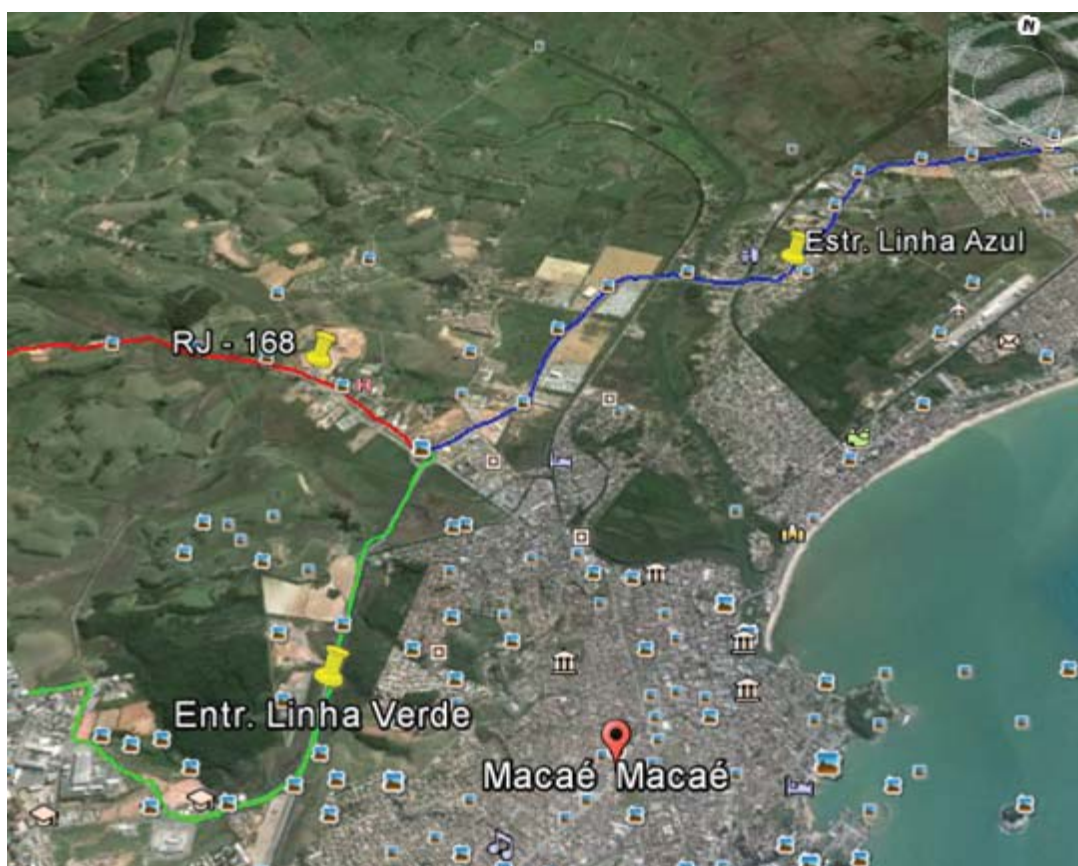 N
Estr. Linha Azul
RJ - 168
Entr. Linha Verde
Macaé Macaé